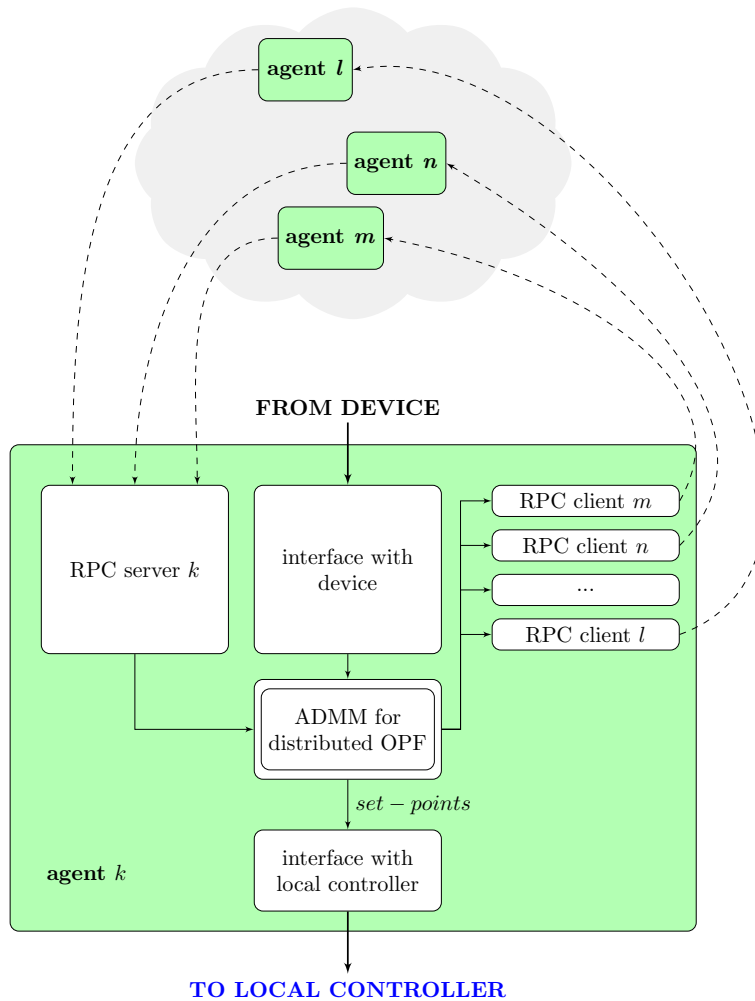 agent l
agent n
agent m
FROM DEVICE
RPC server k
interface with
device
RPC client m
RPC client n
...
RPC client l
ADMM for
distributed OPF
set − points
interface with
local controller
agent k
TO LOCAL CONTROLLER